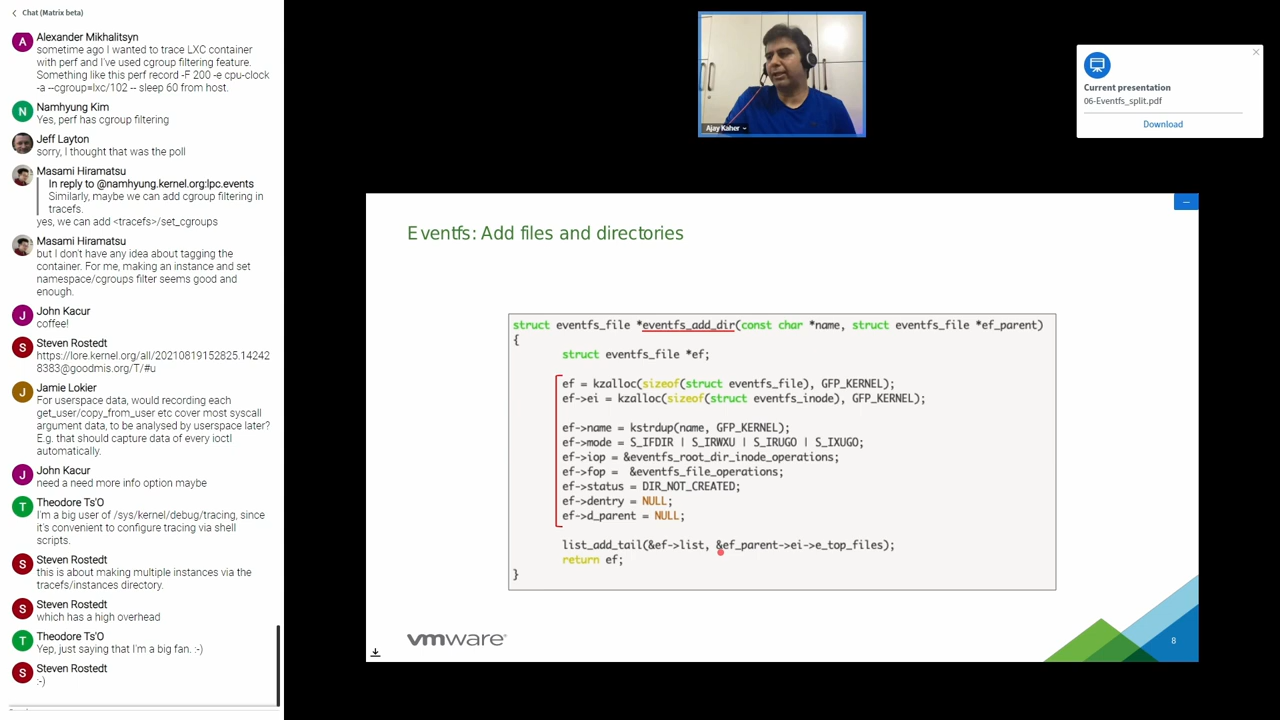 Chat (Matrix beta)
A
Alexander Mikhalitsyn
sometime ago I wanted to trace LXC container
with perf and I've used cgroup filtering feature.
Something like this perf record -F 200 -e cpu-clock
-a --cgroup=lxc/102 -- sleep 60 from host.
N
Namhyung Kim
Yes, perf has cgroup filtering
Jeff Layton
sorry, I thought that was the poll
Masami Hiramatsu
In reply to @namhyung.kernel.org:lpc.events
Similarly, maybe we can add cgroup filtering in
tracefs.
yes, we can add <tracefs>/set_cgroups
Masami Hiramatsu
but I don't have any idea about tagging the
container. For me, making an instance and set
namespace/cgroups filter seems good and
enough.
J
John Kacur
coffee!
S
Steven Rostedt
https://lore.kernel.org/all/20210819152825.14242
8383@goodmis.org/T/#u
J
Jamie Lokier
For userspace data, would recording each
get_user/copy_from_user etc cover most syscall
argument data, to be analysed by userspace later?
E.g. that should capture data of every ioctl
automatically.
J
John Kacur
need a need more info option maybe
T
Theodore Ts'O
I'm a big user of /sys/kernel/debug/tracing, since
it's convenient to configure tracing via shell
scripts.
S
Steven Rostedt
this is about making multiple instances via the
tracefs/instances directory.
S
Steven Rostedt
which has a high overhead
T
Theodore Ts'O
Yep, just saying that I'm a big fan. :-)
S
Steven Rostedt
:-)
Ajay Kaher
Current presentation
06-Eventfs_split.pdf
Download
Eventfs: Add files and directories
struct eventfs_file *eventfs_add_dir(const char *name, struct eventfs_file *ef_parent)
{
struct eventfs_file *ef;
ef = kzalloc(sizeof(struct eventfs_file), GFP_KERNEL);
ef->ei = kzalloc(sizeof(struct eventfs_inode), GFP_KERNEL);
ef->name = kstrdup(name, GFP_KERNEL);
ef->mode = S_IFDIR | S_IRWXU | S_IRUGO | S_IXUGO;
ef->iop = &eventfs_root_dir_inode_operations;
ef->fop =  &eventfs_file_operations;
ef->status = DIR_NOT_CREATED;
ef->dentry = NULL;
ef->d_parent = NULL;
list_add_tail(&ef->list, &ef_parent->ei->e_top_files);
return ef;
}
vmware®
8